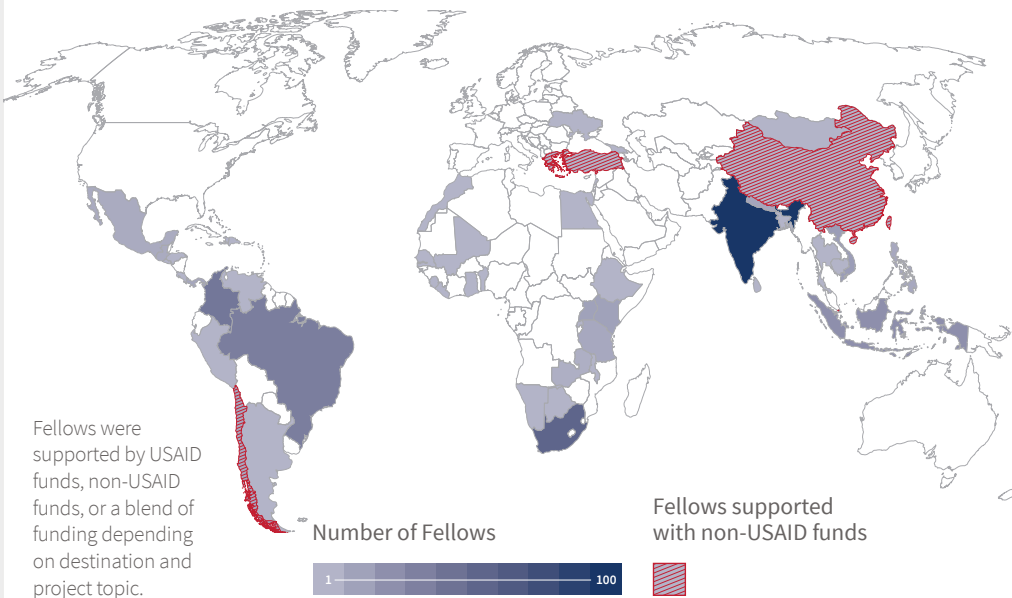 Fellows were
supported by USAID
funds, non-USAID
funds, or a blend of
funding depending
on destination and
project topic.
Number of Fellows
1
100
Fellows supported
with non-USAID funds